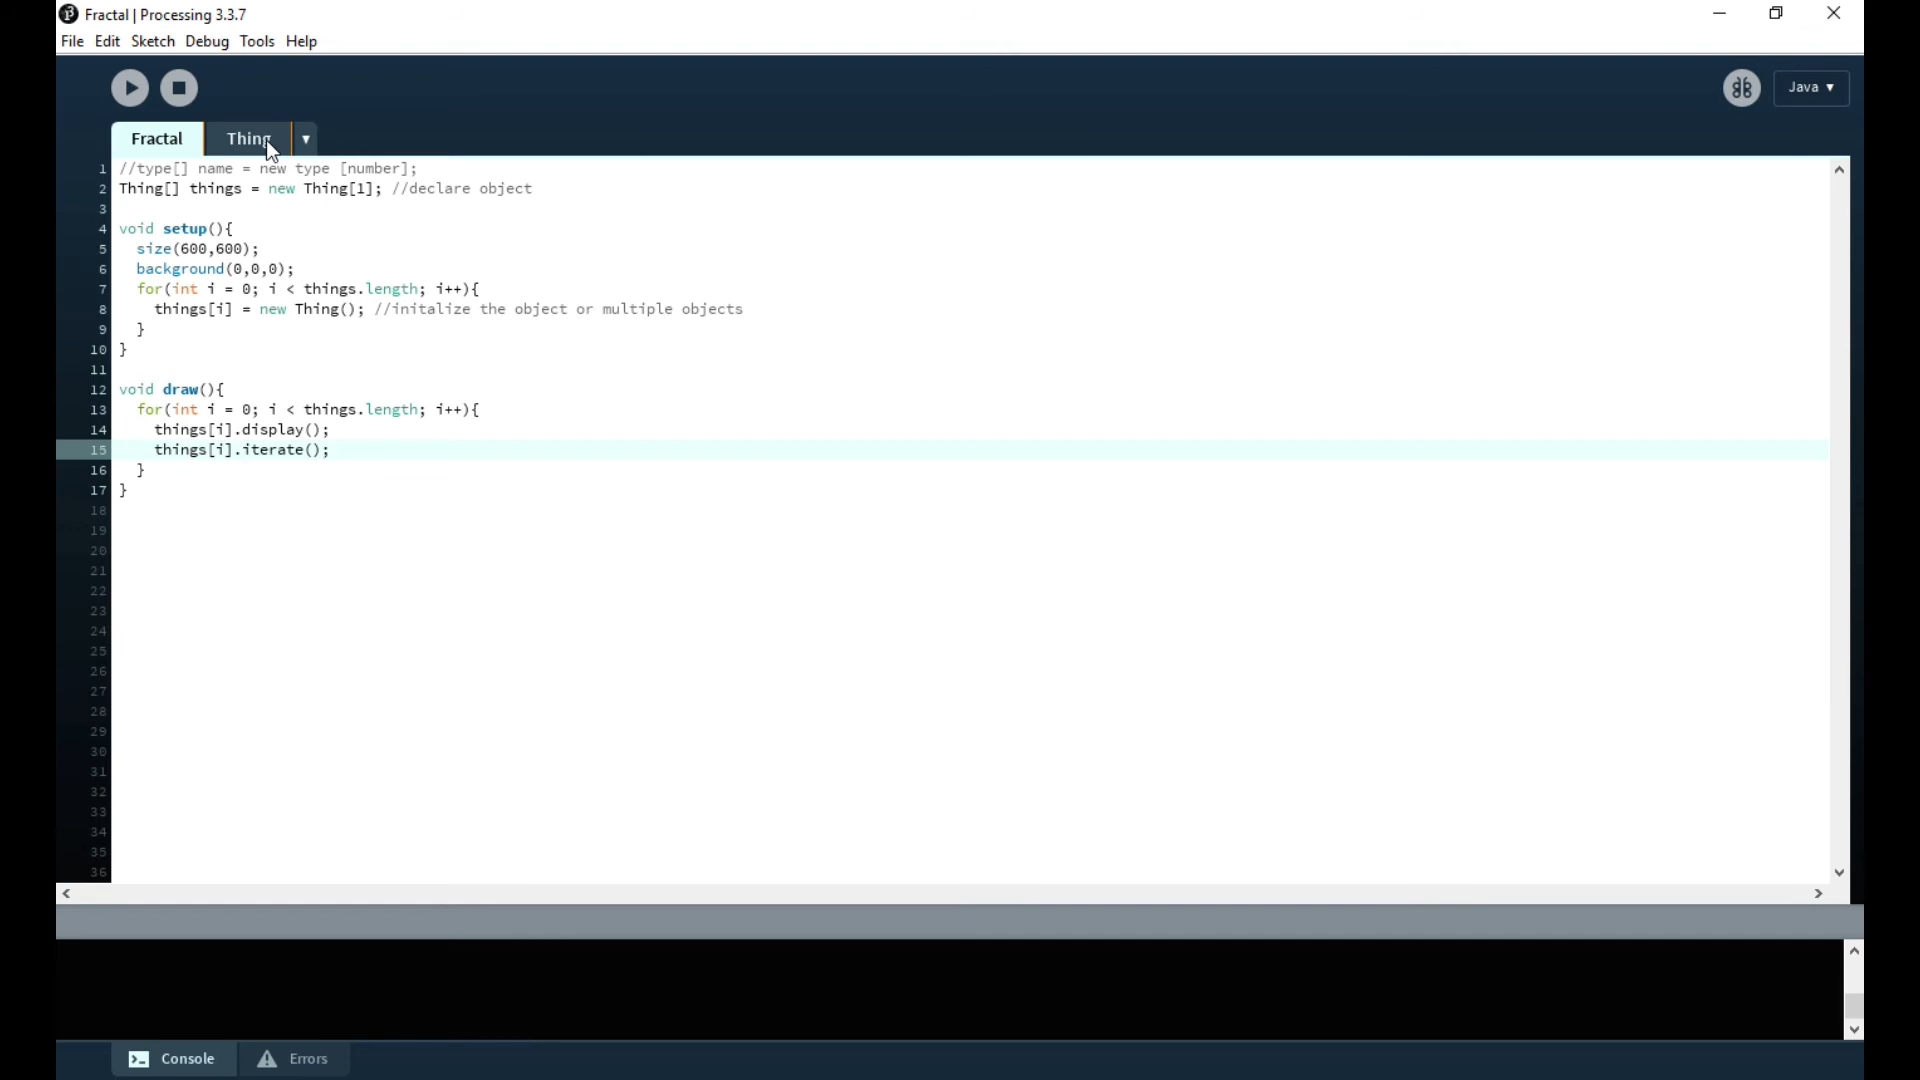 Fractal | Processing 3.3.7
File Edit Sketch Debug Tools Help
Java ▾
Fractal Thing ▾
1 //type[] name = new type [number];
2 Thing[] things = new Thing[1]; //declare object
3
4 void setup(){
5 size(600,600);
6 background(0,0,0);
7 for(int i = 0; i < things.length; i++){
8 things[i] = new Thing(); //initalize the object or multiple objects
9 }
10 }
11
12 void draw(){
13 for(int i = 0; i < things.length; i++){
14 things[i].display();
15 things[i].iterate();
16 }
17 }
18
19
20
21
22
23
24
25
26
27
28
29
30
31
32
33
34
35
36
Console Errors